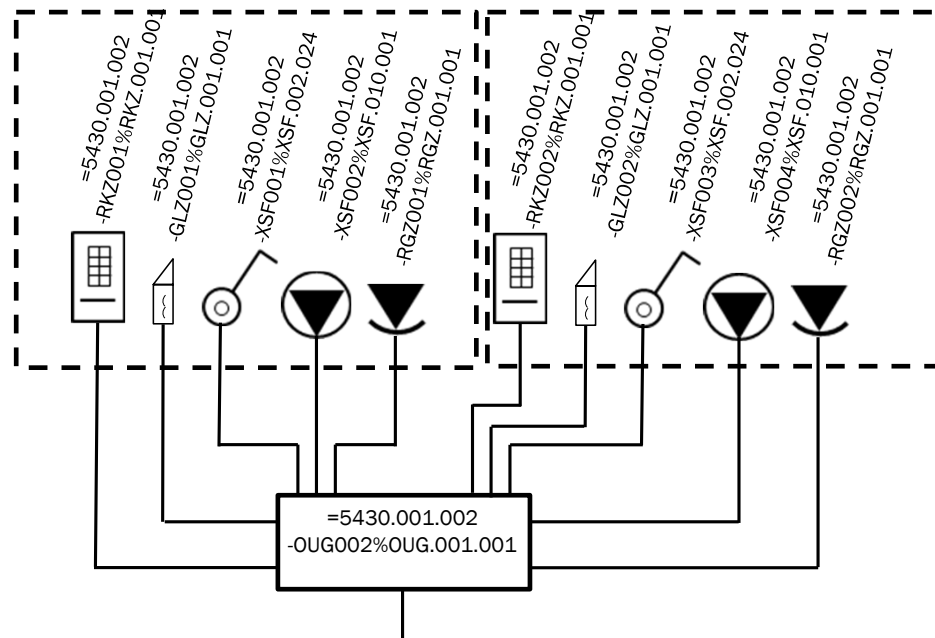 =5430.001.002
-RKZ001%RKZ.001.001
=5430.001.002
-GLZ001%GLZ.001.001
=5430.001.002
-XSF001%XSF.002.024
=5430.001.002
-XSF002%XSF.010.001
=5430.001.002
-RGZ001%RGZ.001.001
=5430.001.002
-RKZ002%RKZ.001.001
=5430.001.002
-GLZ002%GLZ.001.001
=5430.001.002
-XSF003%XSF.002.024
=5430.001.002
-XSF004%XSF.010.001
=5430.001.002
-RGZ002%RGZ.001.001
=5430.001.002
-OUG002%OUG.001.001